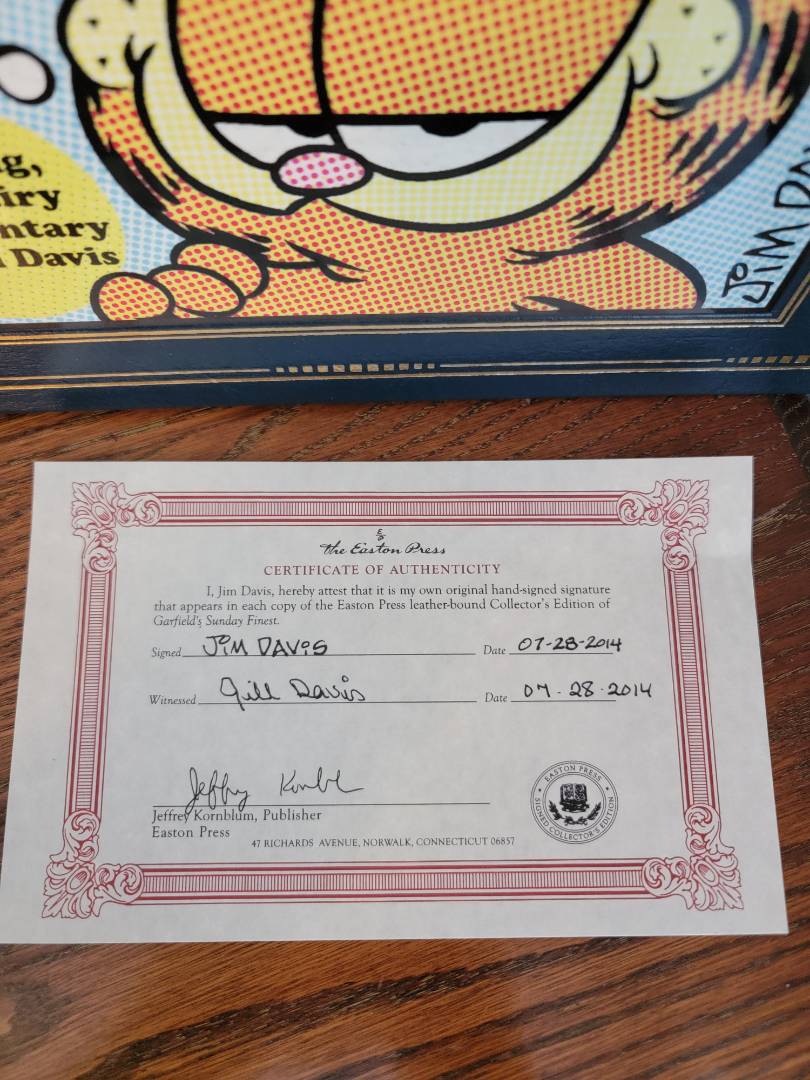 g,
iry
ntary
Davis
JIM DA
The Easton Press
CERTIFICATE OF AUTHENTICITY
I, Jim Davis, hereby attest that it is my own original hand-signed signature
that appears in each copy of the Easton Press leather-bound Collector's Edition of
Garfield's Sunday Finest.
Signed JIM DAVIS Date 07-28-2014
Witnessed Jill Davis Date 07-28-2014
Jeffrey Kornblum, Publisher
Easton Press
47 RICHARDS AVENUE, NORWALK, CONNECTICUT 06857
EASTON PRESS
SIGNED COLLECTOR'S EDITION